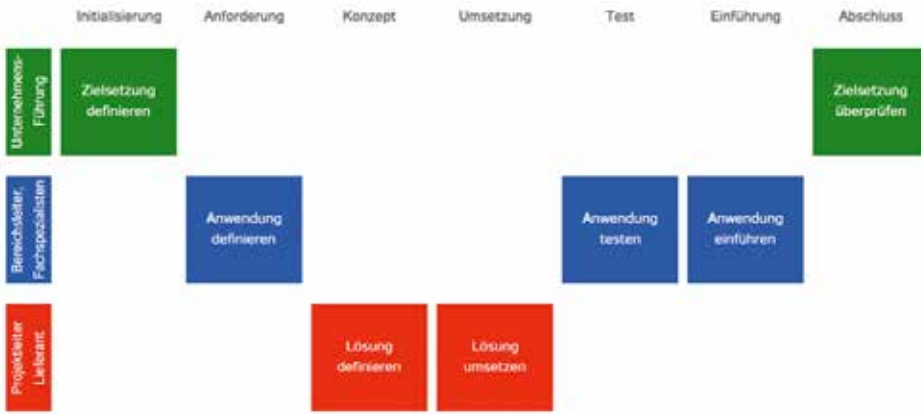 Initialisierung Anforderung Konzept Umsetzung Test Einführung Abschluss
Unternehmens-
Führung
Zielsetzung
definieren
Zielsetzung
überprüfen
Bereichsleiter,
Fachspezialisten
Anwendung
definieren
Anwendung
testen
Anwendung
einführen
Projektleiter
Lieferant
Lösung
definieren
Lösung
umsetzen